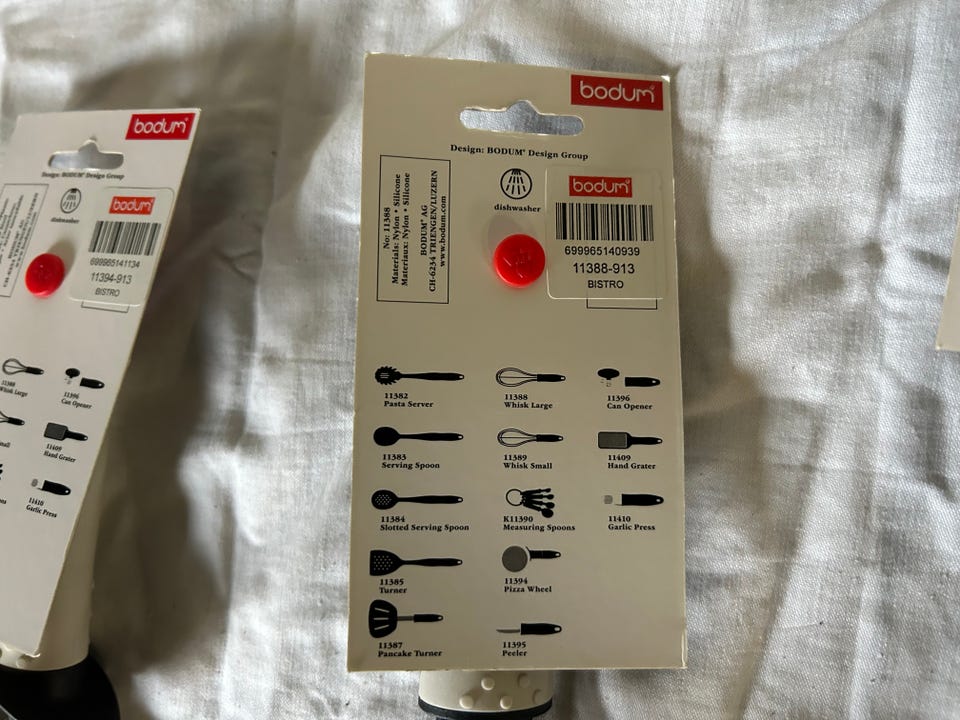 bodum®
Design: BODUM® Design Group
dishwasher
bodum®
699965141134
11394-913
BISTRO
11388
Whisk Large
11396
Can Opener
11409
Hand Grater
11410
Garlic Press
bodum®
Design: BODUM® Design Group
No: 11388
Materials: Nylon • Silicone
Materiaux: Nylon • Silicone
BODUM® AG
CH-6234 TRIENGEN/LUZERN
www.bodum.com
dishwasher
bodum®
699965140939
11388-913
BISTRO
11382
Pasta Server
11388
Whisk Large
11396
Can Opener
11383
Serving Spoon
11389
Whisk Small
11409
Hand Grater
11384
Slotted Serving Spoon
K11390
Measuring Spoons
11410
Garlic Press
11385
Turner
11394
Pizza Wheel
11387
Pancake Turner
11395
Peeler